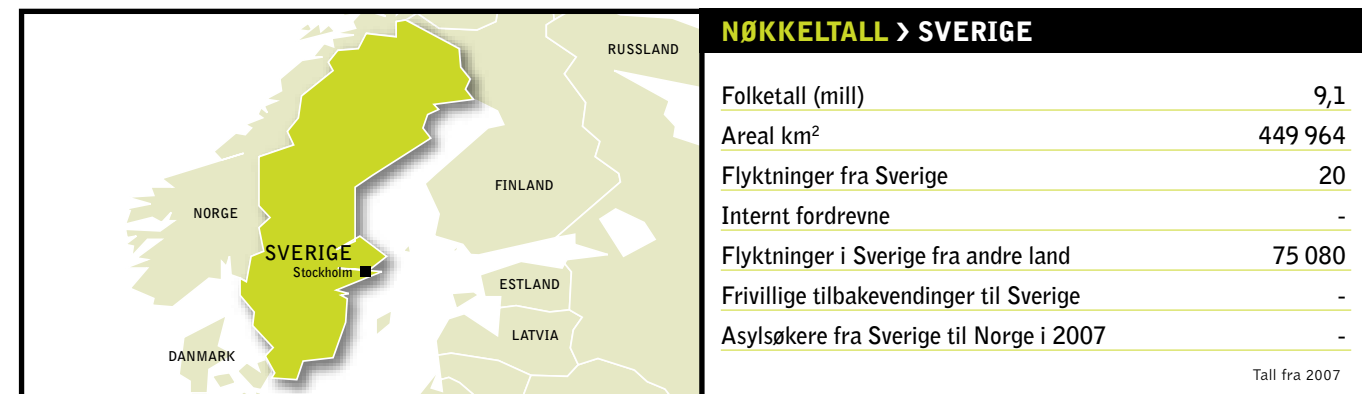 RUSSLAND
FINLAND
NORGE
SVERIGE
Stockholm
ESTLAND
LATVIA
DANMARK
NØKKELTALL > SVERIGE
Folketall (mill) 9,1
Areal km² 449 964
Flyktninger fra Sverige 20
Internt fordrevne -
Flyktninger i Sverige fra andre land 75 080
Frivillige tilbakevendinger til Sverige -
Asylsøkere fra Sverige til Norge i 2007 -
Tall fra 2007